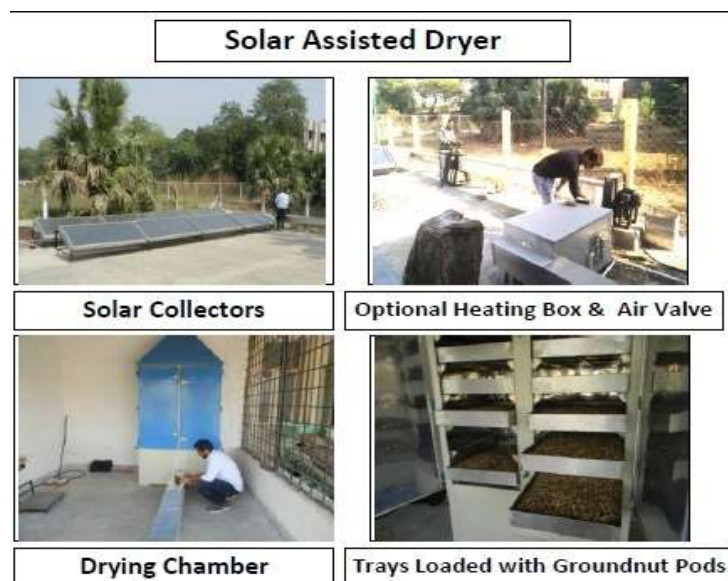 Solar Assisted Dryer
Solar Collectors
Optional Heating Box & Air Valve
Drying Chamber
Trays Loaded with Groundnut Pods